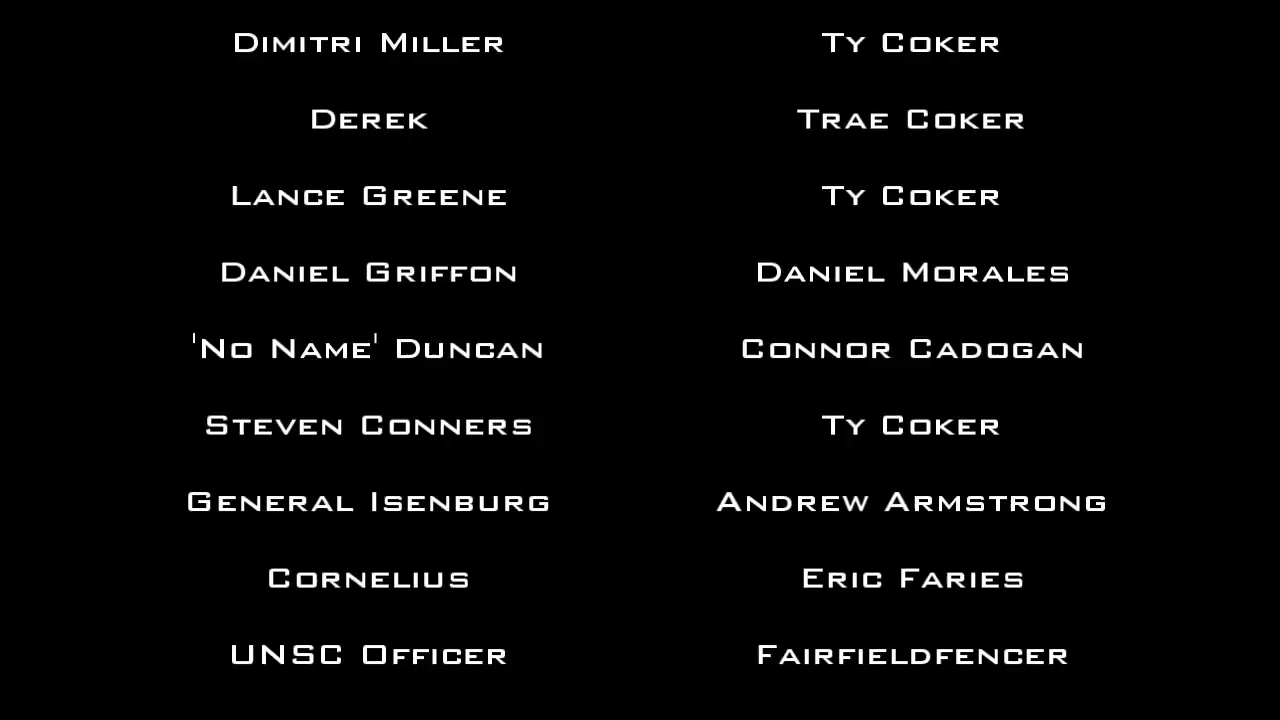 Dimitri Miller Ty Coker
Derek Trae Coker
Lance Greene Ty Coker
Daniel Griffon Daniel Morales
'No Name' Duncan Connor Cadogan
Steven Conners Ty Coker
General Isenburg Andrew Armstrong
Cornelius Eric Faries
UNSC Officer Fairfieldfencer